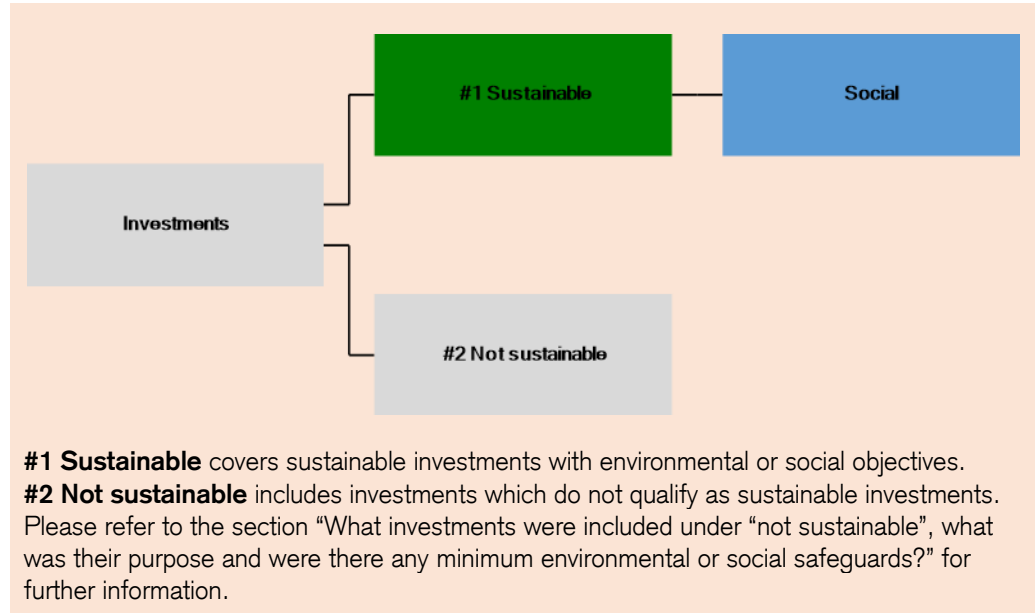 #1 Sustainable
Social
Investments
#2 Not sustainable
#1 Sustainable covers sustainable investments with environmental or social objectives.
#2 Not sustainable includes investments which do not qualify as sustainable investments.
Please refer to the section “What investments were included under “not sustainable”, what
was their purpose and were there any minimum environmental or social safeguards?” for
further information.